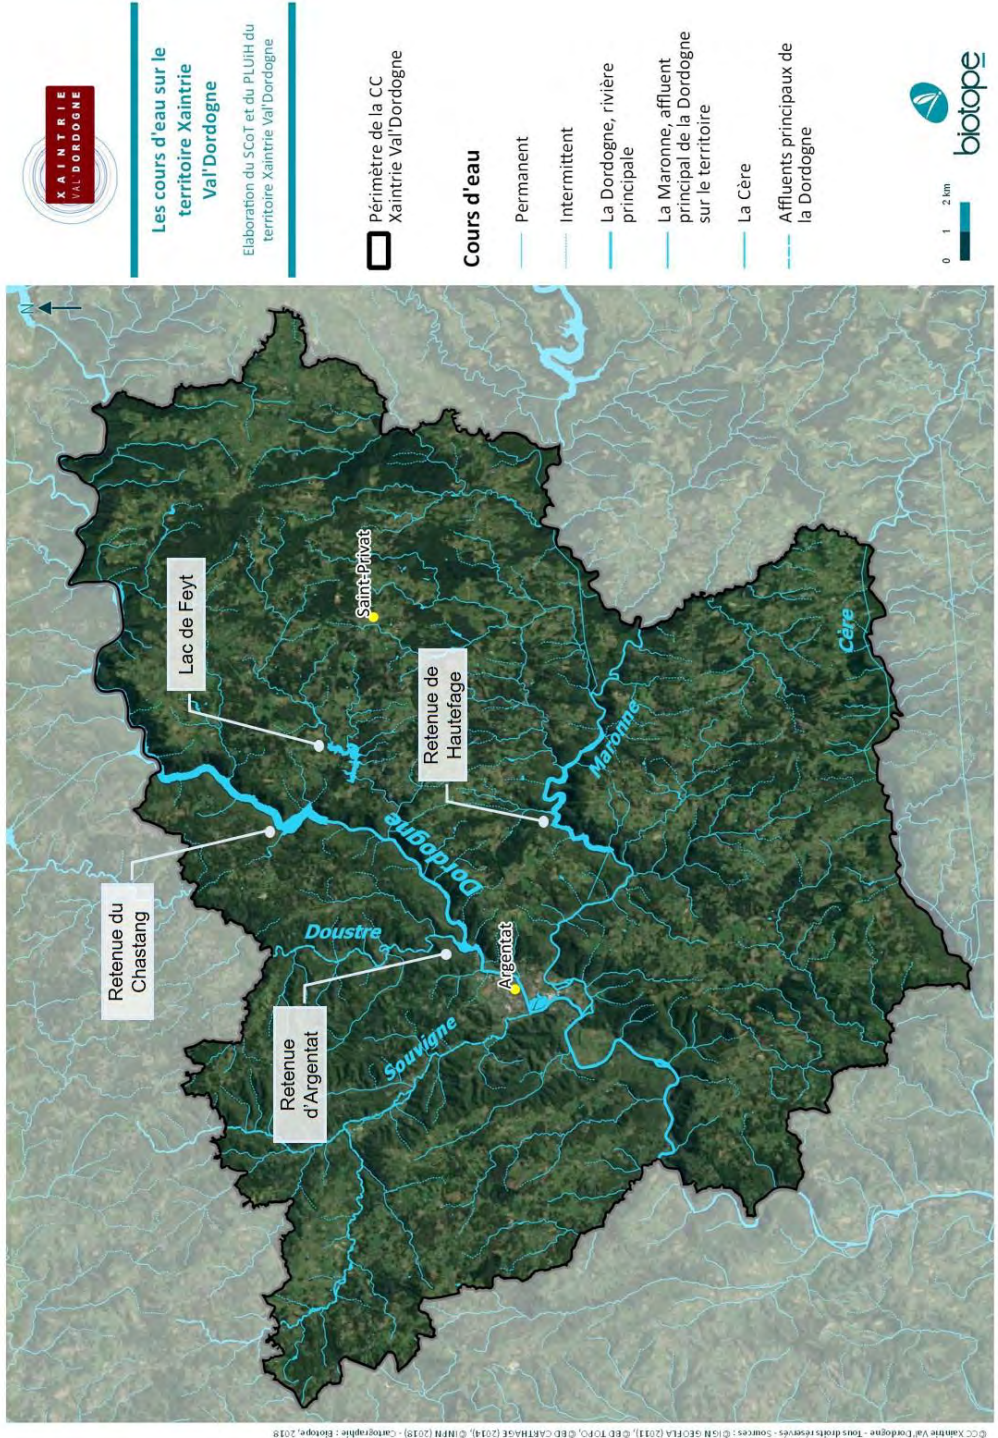 XAINTRIE
VAL'DORDOGNE
Les cours d'eau sur le
territoire Xaintrie
Val'Dordogne
Elaboration du SCoT et du PLUiH du
territoire Xaintrie Val'Dordogne
Périmètre de la CC
Xaintrie Val'Dordogne
Cours d'eau
Permanent
Intermittent
La Dordogne, rivière
principale
La Maronne, affluent
principal de la Dordogne
sur le territoire
La Cère
Affluents principaux de
la Dordogne
0 1 2 km
biotope
N
Lac de Feyt
Saint-Privat
Retenue de
Hautefage
Maronne
Cère
Retenue du
Chastang
Dordogne
Doustre
Argentat
Retenue
d'Argentat
Souvigne
© CC Xaintrie Val'Dordogne - Tous droits réservés - Sources : © IGN GEOFLA (2011), © BD TOPO, © BD CARTHAGE (2014), © INPN (2018) - Cartographie : Biotope, 2018